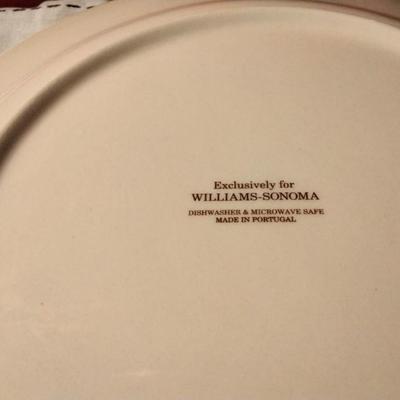 Exclusively for
WILLIAMS-SONOMA
DISHWASHER & MICROWAVE SAFE
MADE IN PORTUGAL